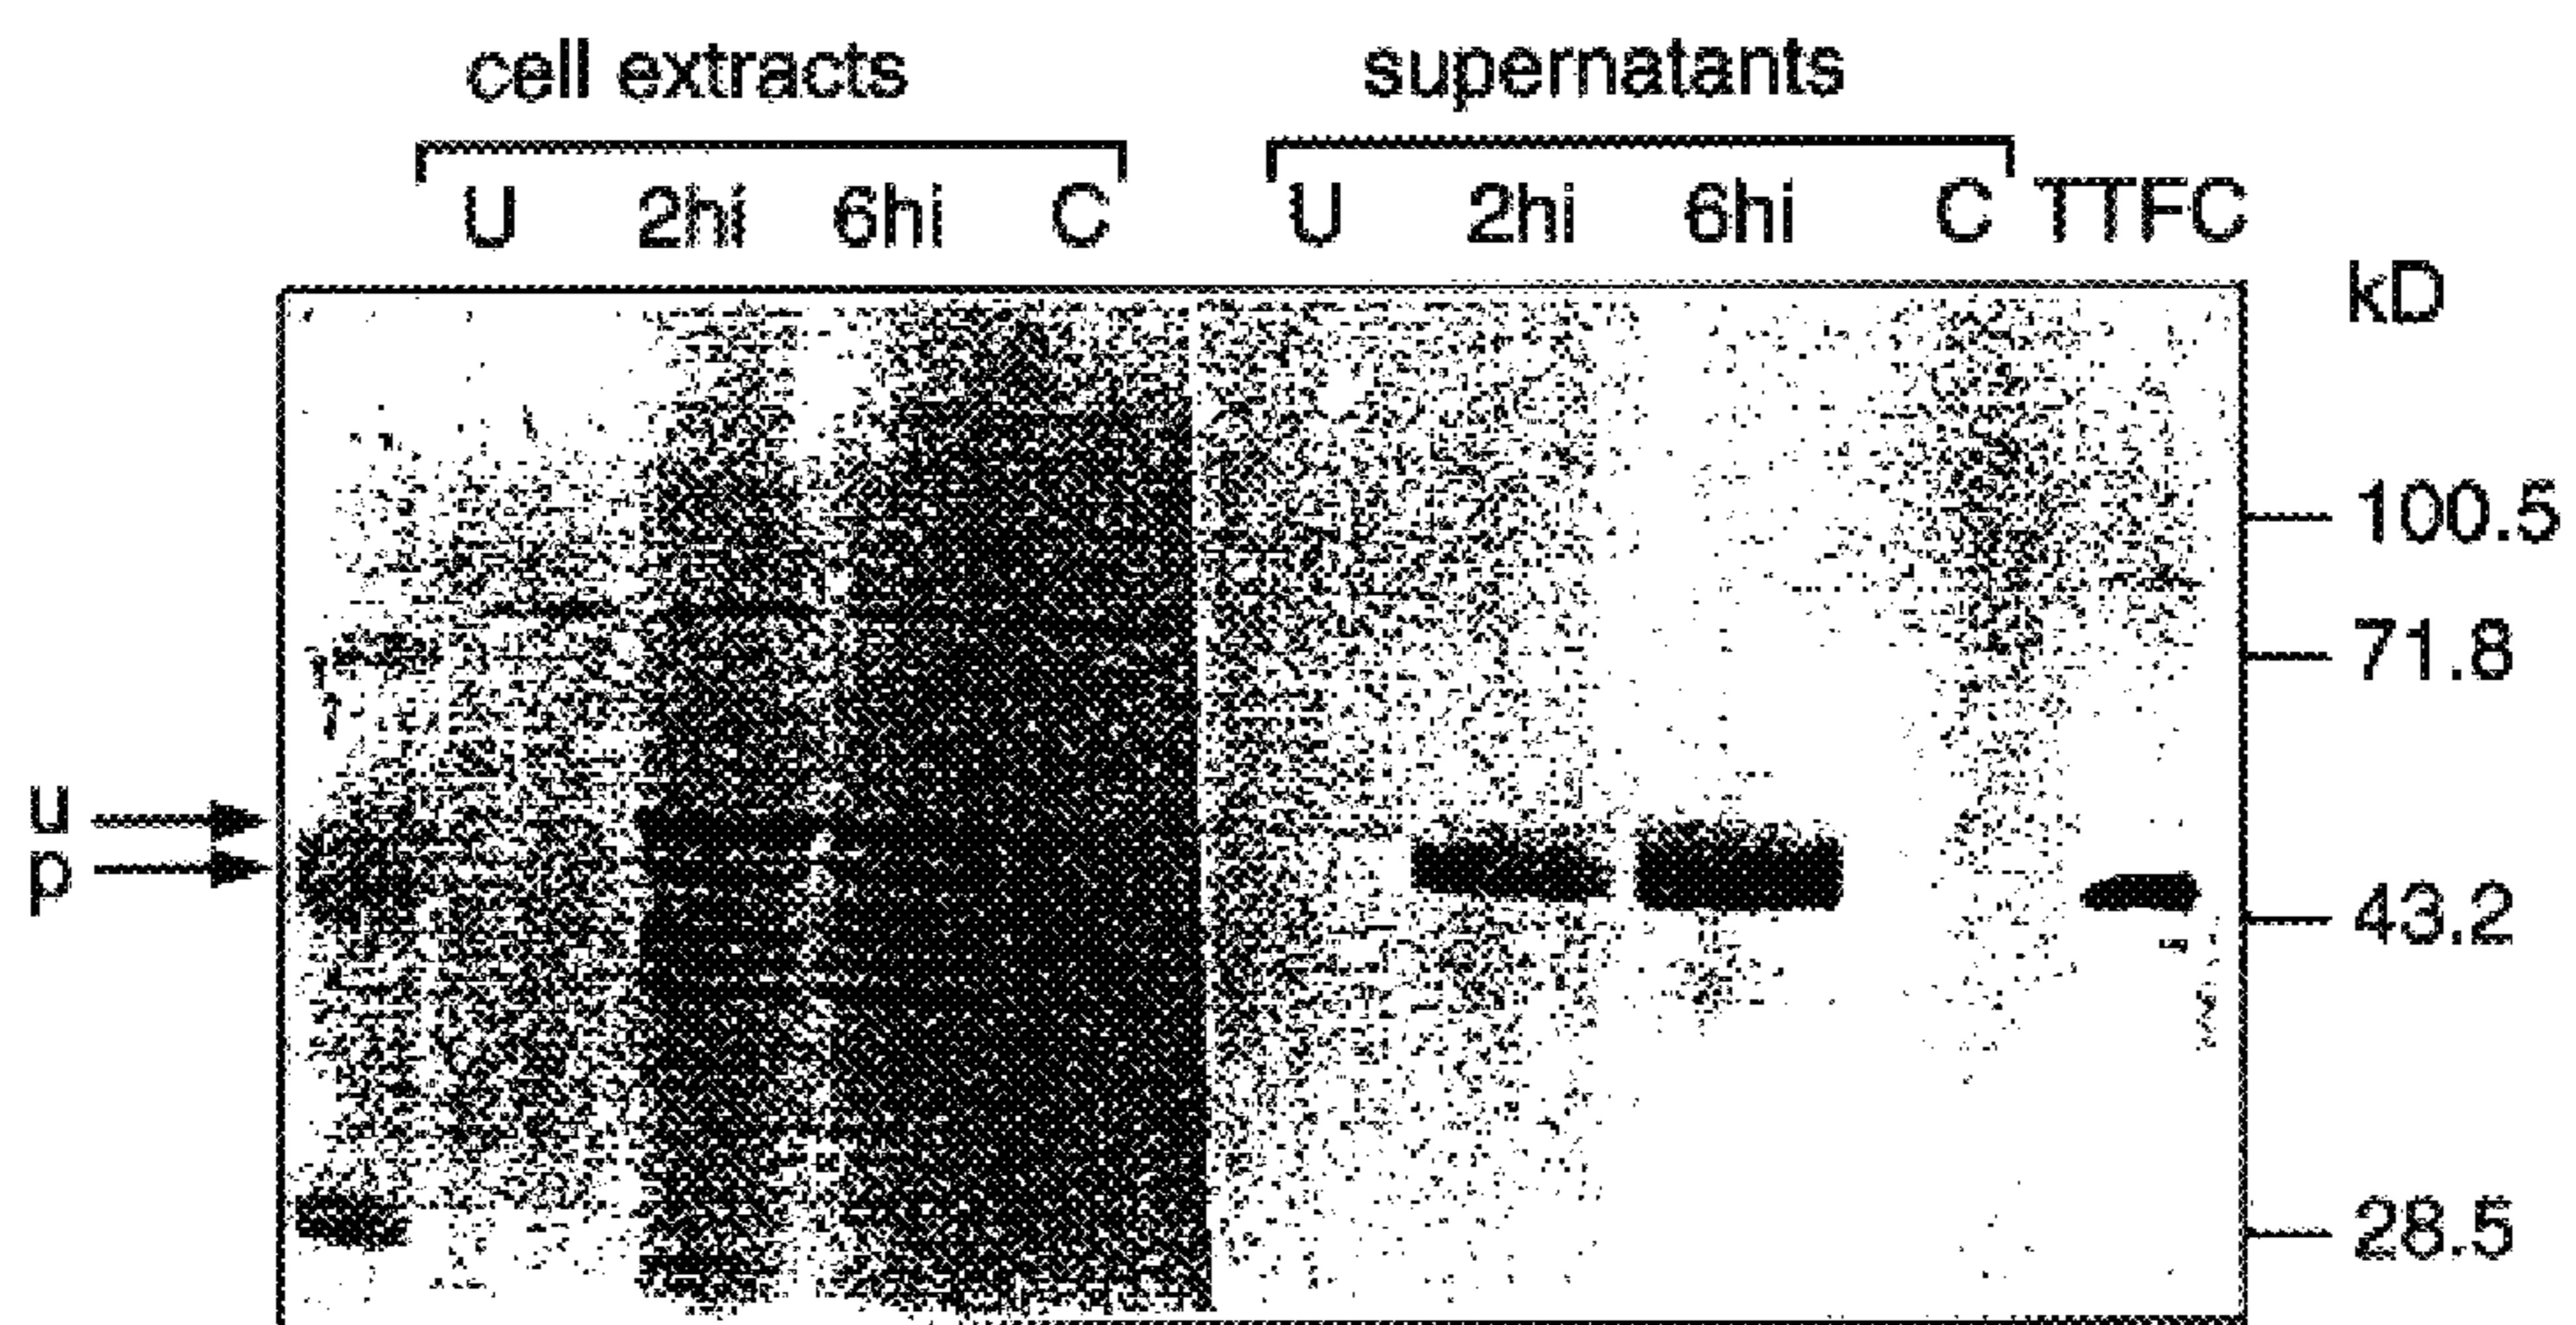 cell extracts supernatants
U 2hi 6hi C U 2hi 6hi C TTFC
kD
100.5
71.8
u
p
43.2
28.5